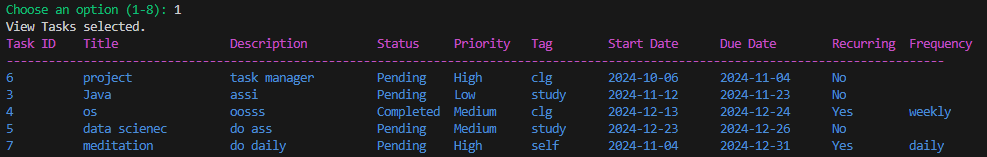 Choose an option (1-8): 1
View Tasks selected.
Task ID Title Description Status Priority Tag Start Date Due Date Recurring Frequency
--------------------------------------------------------------------------------------------------------------------------------------
6 project task manager Pending High clg 2024-10-06 2024-11-04 No
3 Java assi Pending Low study 2024-11-12 2024-11-23 No
4 os oosss Completed Medium clg 2024-12-13 2024-12-24 Yes weekly
5 data scienec do ass Pending Medium study 2024-12-23 2024-12-26 No
7 meditation do daily Pending High self 2024-11-04 2024-12-31 Yes daily